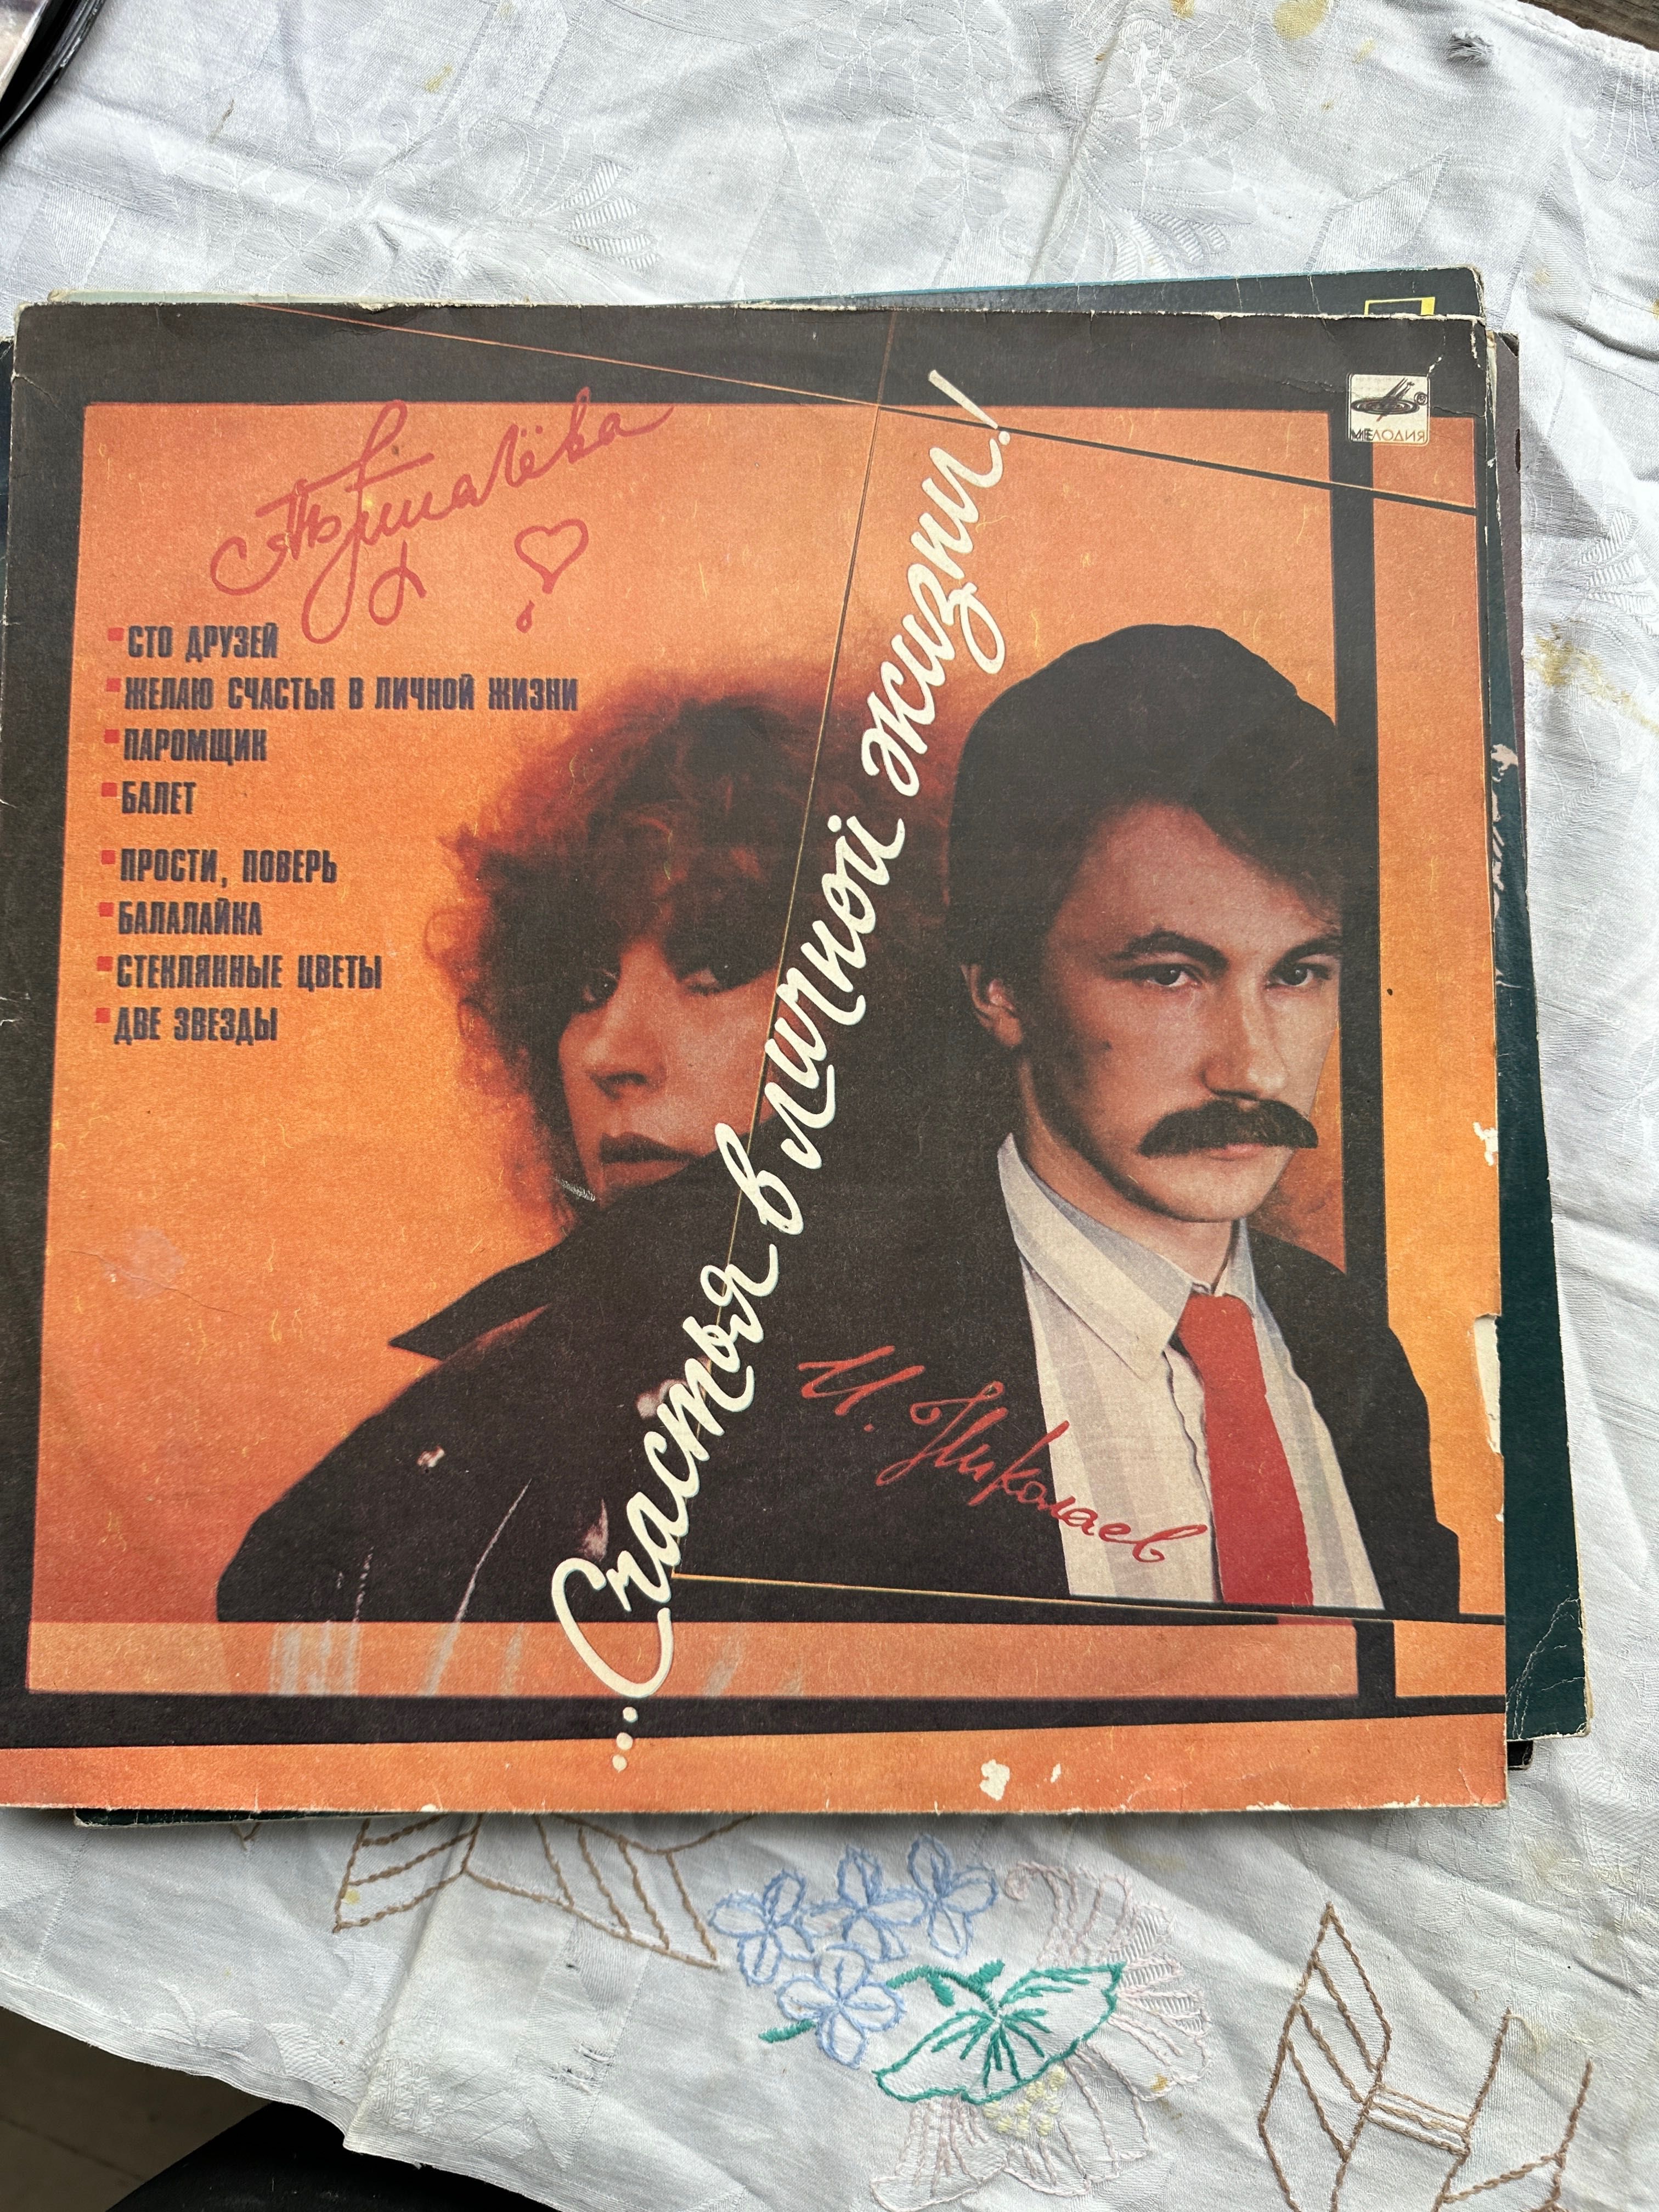 МЕЛОДИЯ
СТО ДРУЗЕЙ
ЖЕЛАЮ СЧАСТЬЯ В ЛИЧНОЙ ЖИЗНИ
ПАРОМЩИК
БАЛЕТ
ПРОСТИ, ПОВЕРЬ
БАЛАЛАЙКА
СТЕКЛЯННЫЕ ЦВЕТЫ
ДВЕ ЗВЕЗДЫ
...Счастья в личной жизни!
И. Николаев